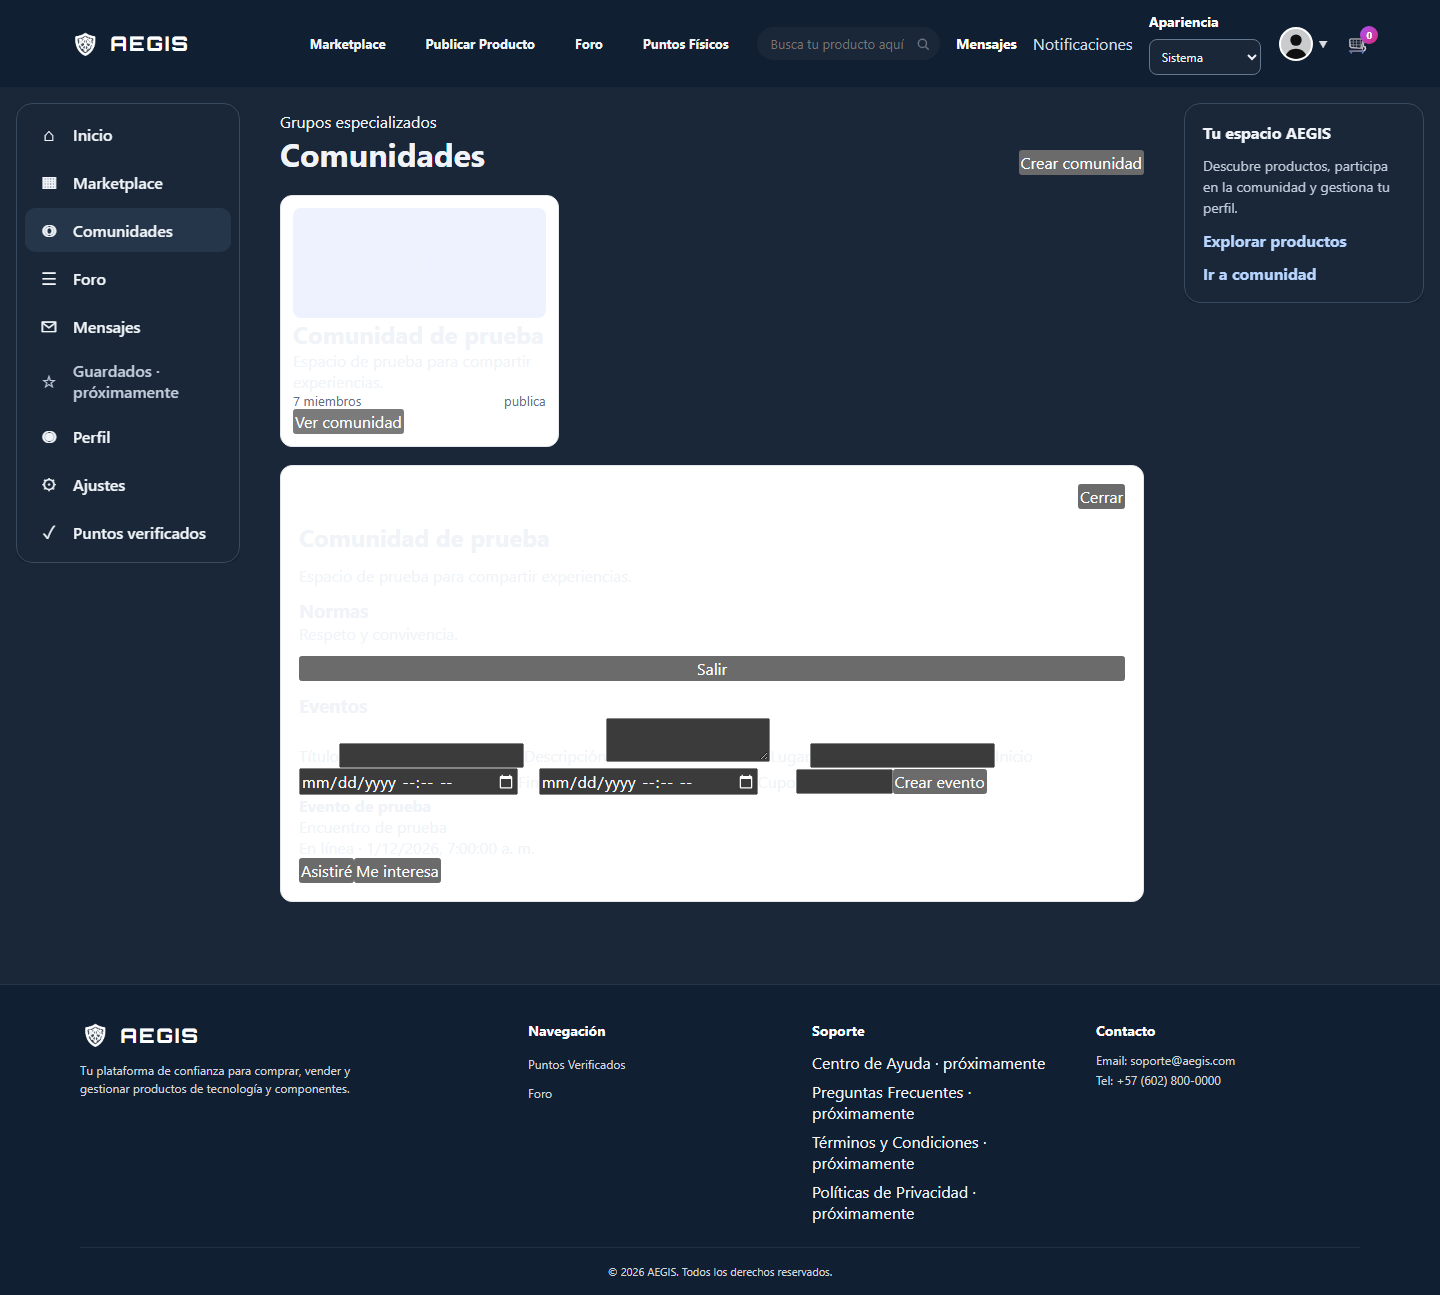 AEGIS
Marketplace
Publicar Producto
Foro
Puntos Físicos
Busca tu producto aquí
Mensajes
Notificaciones
Apariencia
Sistema
0
Inicio
Marketplace
Comunidades
Foro
Mensajes
Guardados ·
próximamente
Perfil
Ajustes
Puntos verificados
Grupos especializados
Comunidades
Crear comunidad
Comunidad de prueba
Espacio de prueba para compartir
experiencias.
7 miembros publica
Ver comunidad
Cerrar
Comunidad de prueba
Espacio de prueba para compartir experiencias.
Normas
Respeto y convivencia.
Salir
Eventos
Título Descripción Lugar Inicio
mm/dd/yyyy --:-- -- Fin mm/dd/yyyy --:-- -- Cupo Crear evento
Evento de prueba
Encuentro de prueba
En línea · 1/12/2026, 7:00:00 a. m.
Asistiré Me interesa
Tu espacio AEGIS
Descubre productos, participa
en la comunidad y gestiona tu
perfil.
Explorar productos
Ir a comunidad
AEGIS
Tu plataforma de confianza para comprar, vender y
gestionar productos de tecnología y componentes.
Navegación
Puntos Verificados
Foro
Soporte
Centro de Ayuda · próximamente
Preguntas Frecuentes ·
próximamente
Términos y Condiciones ·
próximamente
Políticas de Privacidad ·
próximamente
Contacto
Email: soporte@aegis.com
Tel: +57 (602) 800-0000
© 2026 AEGIS. Todos los derechos reservados.